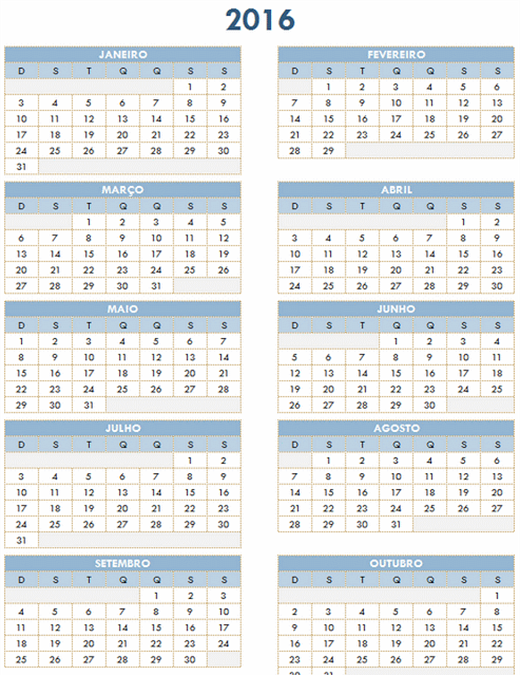 2016
JANEIRO
D S T Q Q S S
1 2
3 4 5 6 7 8 9
10 11 12 13 14 15 16
17 18 19 20 21 22 23
24 25 26 27 28 29 30
31
FEVEREIRO
D S T Q Q S S
1 2 3 4 5 6
7 8 9 10 11 12 13
14 15 16 17 18 19 20
21 22 23 24 25 26 27
28 29
MARÇO
D S T Q Q S S
1 2 3 4 5
6 7 8 9 10 11 12
13 14 15 16 17 18 19
20 21 22 23 24 25 26
27 28 29 30 31
ABRIL
D S T Q Q S S
1 2
3 4 5 6 7 8 9
10 11 12 13 14 15 16
17 18 19 20 21 22 23
24 25 26 27 28 29 30
MAIO
D S T Q Q S S
1 2 3 4 5 6 7
8 9 10 11 12 13 14
15 16 17 18 19 20 21
22 23 24 25 26 27 28
29 30 31
JUNHO
D S T Q Q S S
1 2 3 4
5 6 7 8 9 10 11
12 13 14 15 16 17 18
19 20 21 22 23 24 25
26 27 28 29 30
JULHO
D S T Q Q S S
1 2
3 4 5 6 7 8 9
10 11 12 13 14 15 16
17 18 19 20 21 22 23
24 25 26 27 28 29 30
31
AGOSTO
D S T Q Q S S
1 2 3 4 5 6
7 8 9 10 11 12 13
14 15 16 17 18 19 20
21 22 23 24 25 26 27
28 29 30 31
SETEMBRO
D S T Q Q S S
1 2 3
4 5 6 7 8 9 10
11 12 13 14 15 16 17
18 19 20 21 22 23 24
25 26 27 28 29 30
OUTUBRO
D S T Q Q S S
1
2 3 4 5 6 7 8
9 10 11 12 13 14 15
16 17 18 19 20 21 22
23 24 25 26 27 28 29